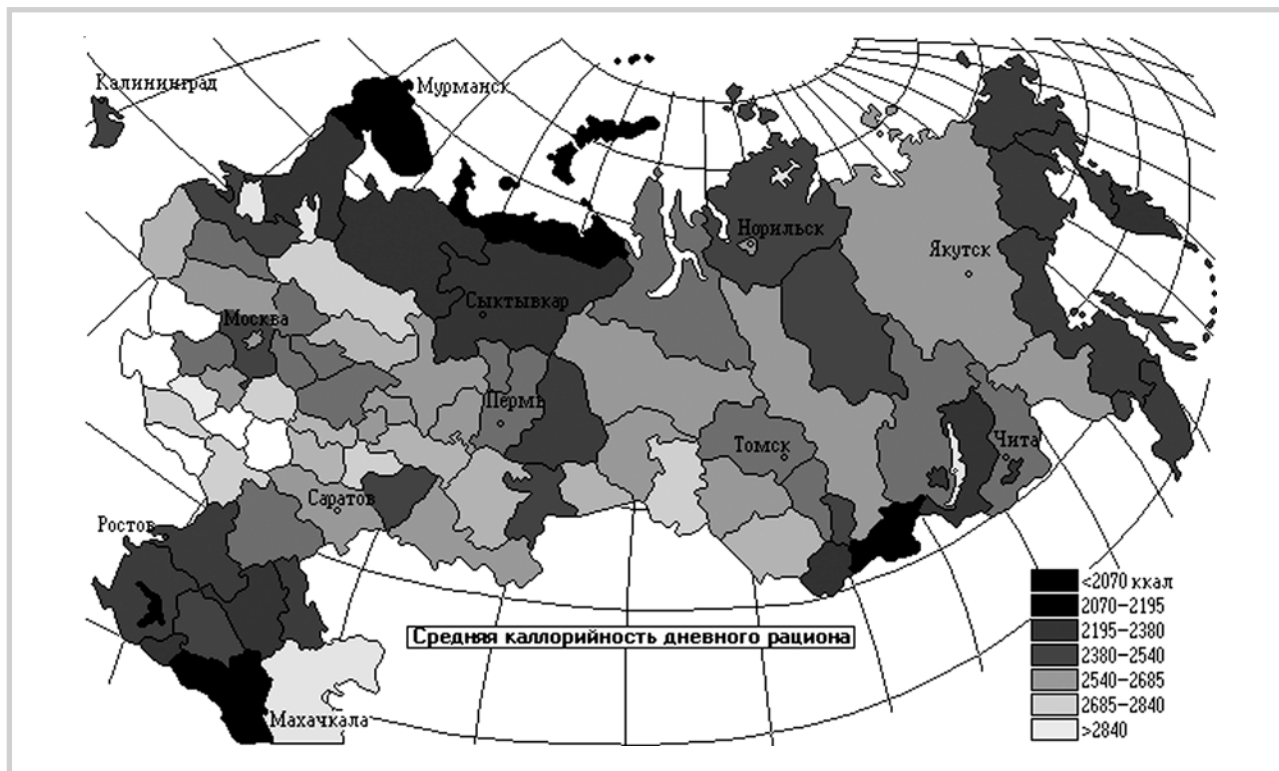 Калининград
Мурманск
Норильск
Якутск
Сыктывкар
Москва
Пермь
Томск
Чита
Саратов
Ростов
Махачкала
Средняя каллорийность дневного рациона
<2070 ккал
2070-2195
2195-2380
2380-2540
2540-2685
2685-2840
>2840